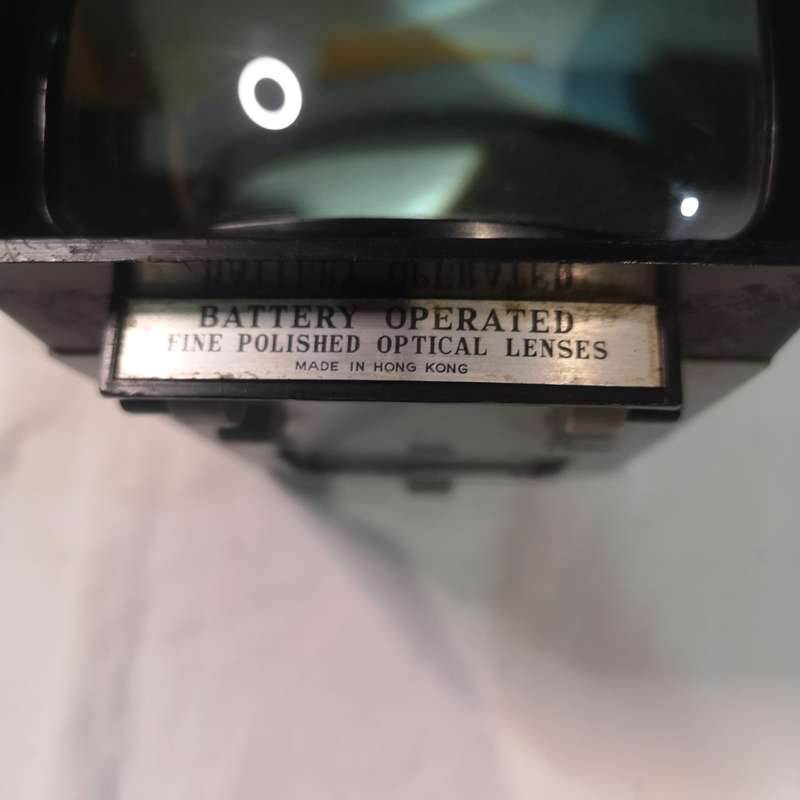 BATTERY OPERATED
FINE POLISHED OPTICAL LENSES
MADE IN HONG KONG